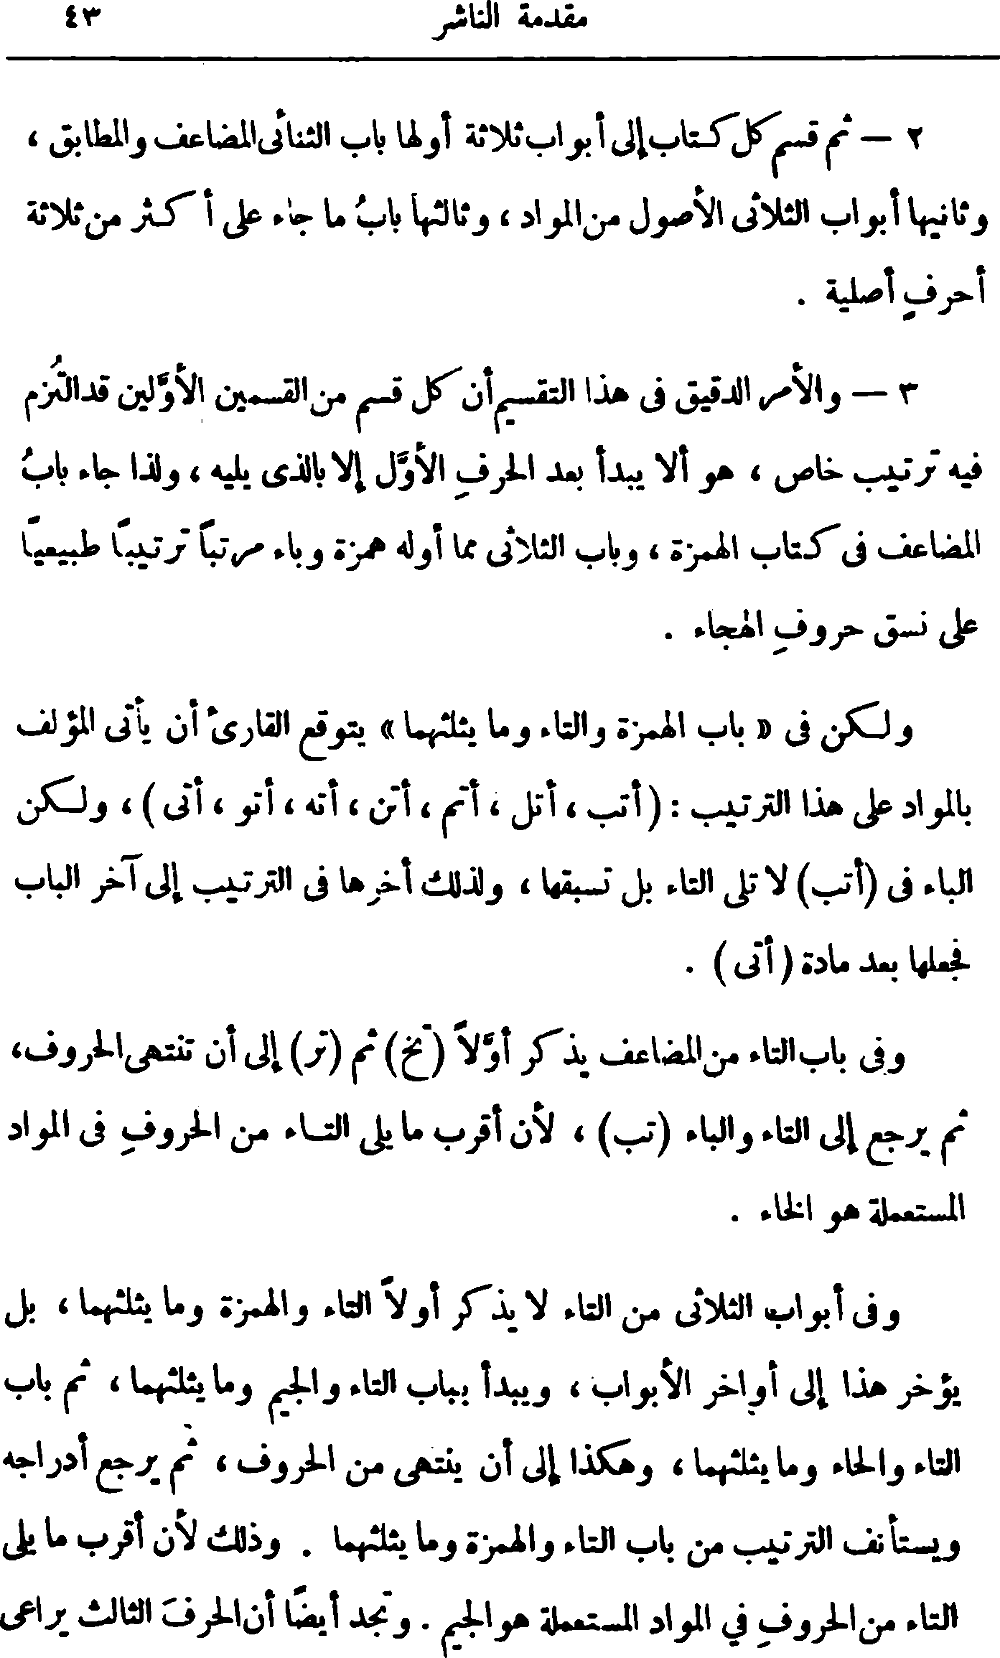 مقدمة الناشر ٤٣
٢ — ثم قسم كل كتاب إلى أبواب ثلاثة أولها باب الثنائى المضاعف والمطابق ،
وثانيها أبواب الثلاثى الأصول من المواد ، وثالثها بابُ ما جاء على أكثر من ثلاثة
أحرفٍ أصلية .
٣ — والأمر الدقيق فى هذا التقسيم أن كل قسم من القسمين الأوَّلين قد التُزم
فيه ترتيب خاص ، هو ألا يبدأ بعد الحرفِ الأوَّل إلا بالذى يليه ، ولذا جاء بابُ
المضاعف فى كتاب الهمزة ، وباب الثلاثى مما أوله همزة وباء مرتباً ترتيبًا طبيعيًا
على نسق حروفِ الهجاء .
ولكن فى « باب الهمزة والتاء وما يثلثهما » يتوقع القارئ أن يأتى المؤلف
بالمواد على هذا الترتيب : ( أتب ، أتل ، أتم ، أتن ، أته ، أتو ، أتى ) ، ولكن
الباء فى (أتب) لا تلى التاء بل تسبقها ، ولذلك أخرها فى الترتيب إلى آخر الباب
فجعلها بعد مادة ( أتى ) .
وفى باب التاء من المضاعف يذكر أوَّلاً (تخ) ثم (تر) إلى أن تنتهى الحروف،
ثم يرجع إلى التاء والباء (تب) ، لأن أقرب ما يلى التاء من الحروفِ فى المواد
المستعملة هو الخاء .
وفى أبواب الثلاثى من التاء لا يذكر أولاً التاء والهمزة وما يثلثهما ، بل
يؤخر هذا إلى أواخر الأبواب ، ويبدأ بباب التاء والجيم وما يثلثهما ، ثم باب
التاء والحاء وما يثلثهما ، وهكذا إلى أن ينتهى من الحروف ، ثم يرجع أدراجه
ويستأنف الترتيب من باب التاء والهمزة وما يثلثهما . وذلك لأن أقرب ما يلى
التاء من الحروفِ في المواد المستعملة هو الجيم . وتجد أيضًا أن الحرفَ الثالث يراعى